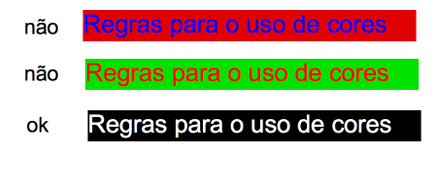 não Regras para o uso de cores
não Regras para o uso de cores
ok Regras para o uso de cores